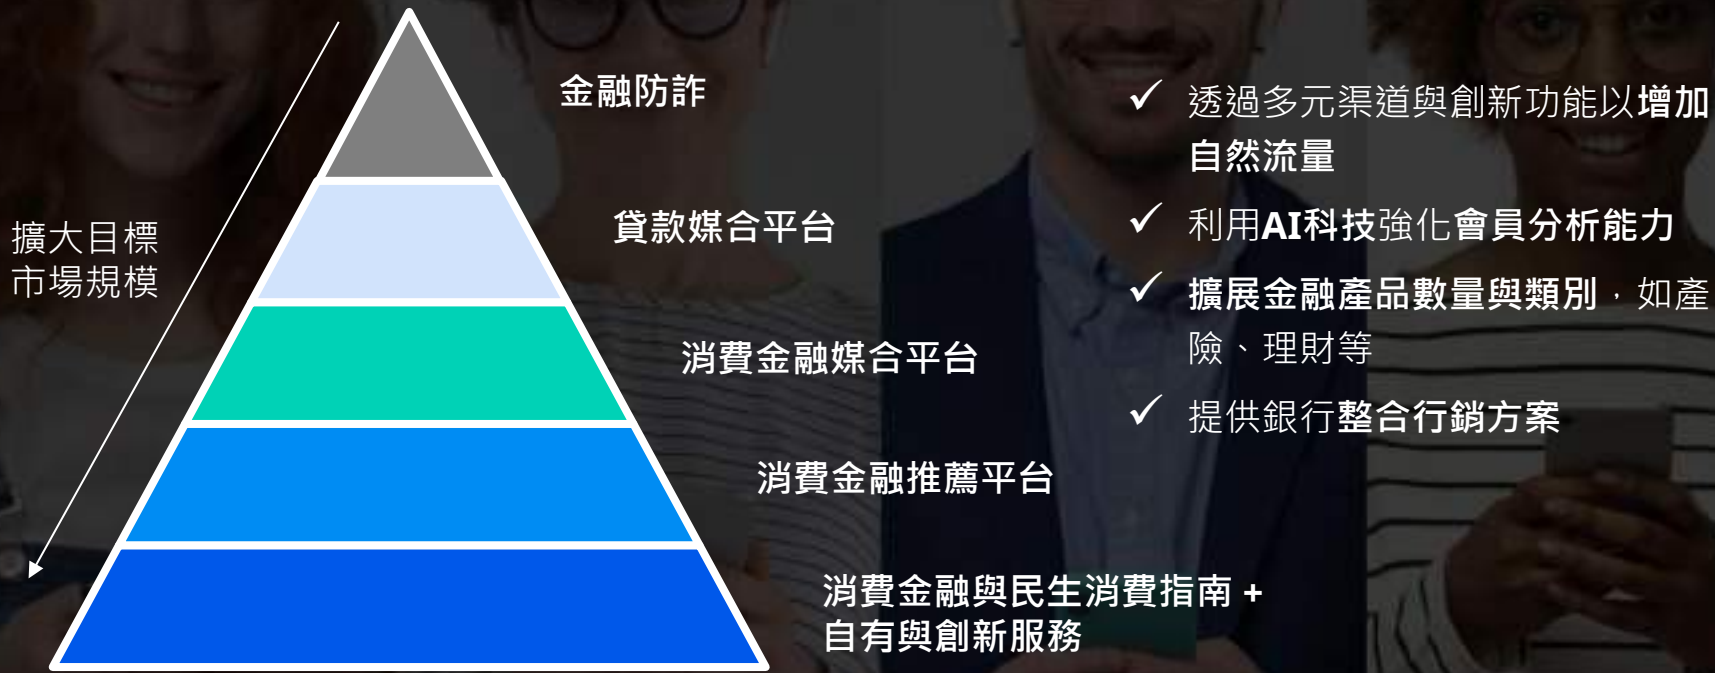 擴大目標
市場規模
金融防詐
貸款媒合平台
消費金融媒合平台
消費金融推薦平台
消費金融與民生消費指南 +
自有與創新服務
✓ 透過多元渠道與創新功能以增加
自然流量
✓ 利用AI科技強化會員分析能力
✓ 擴展金融產品數量與類別，如產
險、理財等
✓ 提供銀行整合行銷方案